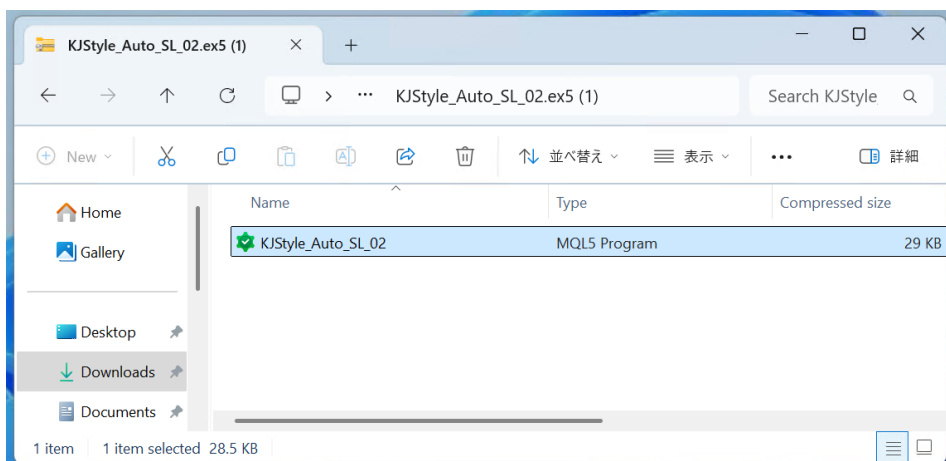 KJStyle_Auto_SL_02.ex5 (1)
KJStyle_Auto_SL_02.ex5 (1)
Search KJStyle
New
並べ替え
表示
詳細
Home
Gallery
Desktop
Downloads
Documents
Name Type Compressed size
KJStyle_Auto_SL_02 MQL5 Program 29 KB
1 item 1 item selected 28.5 KB